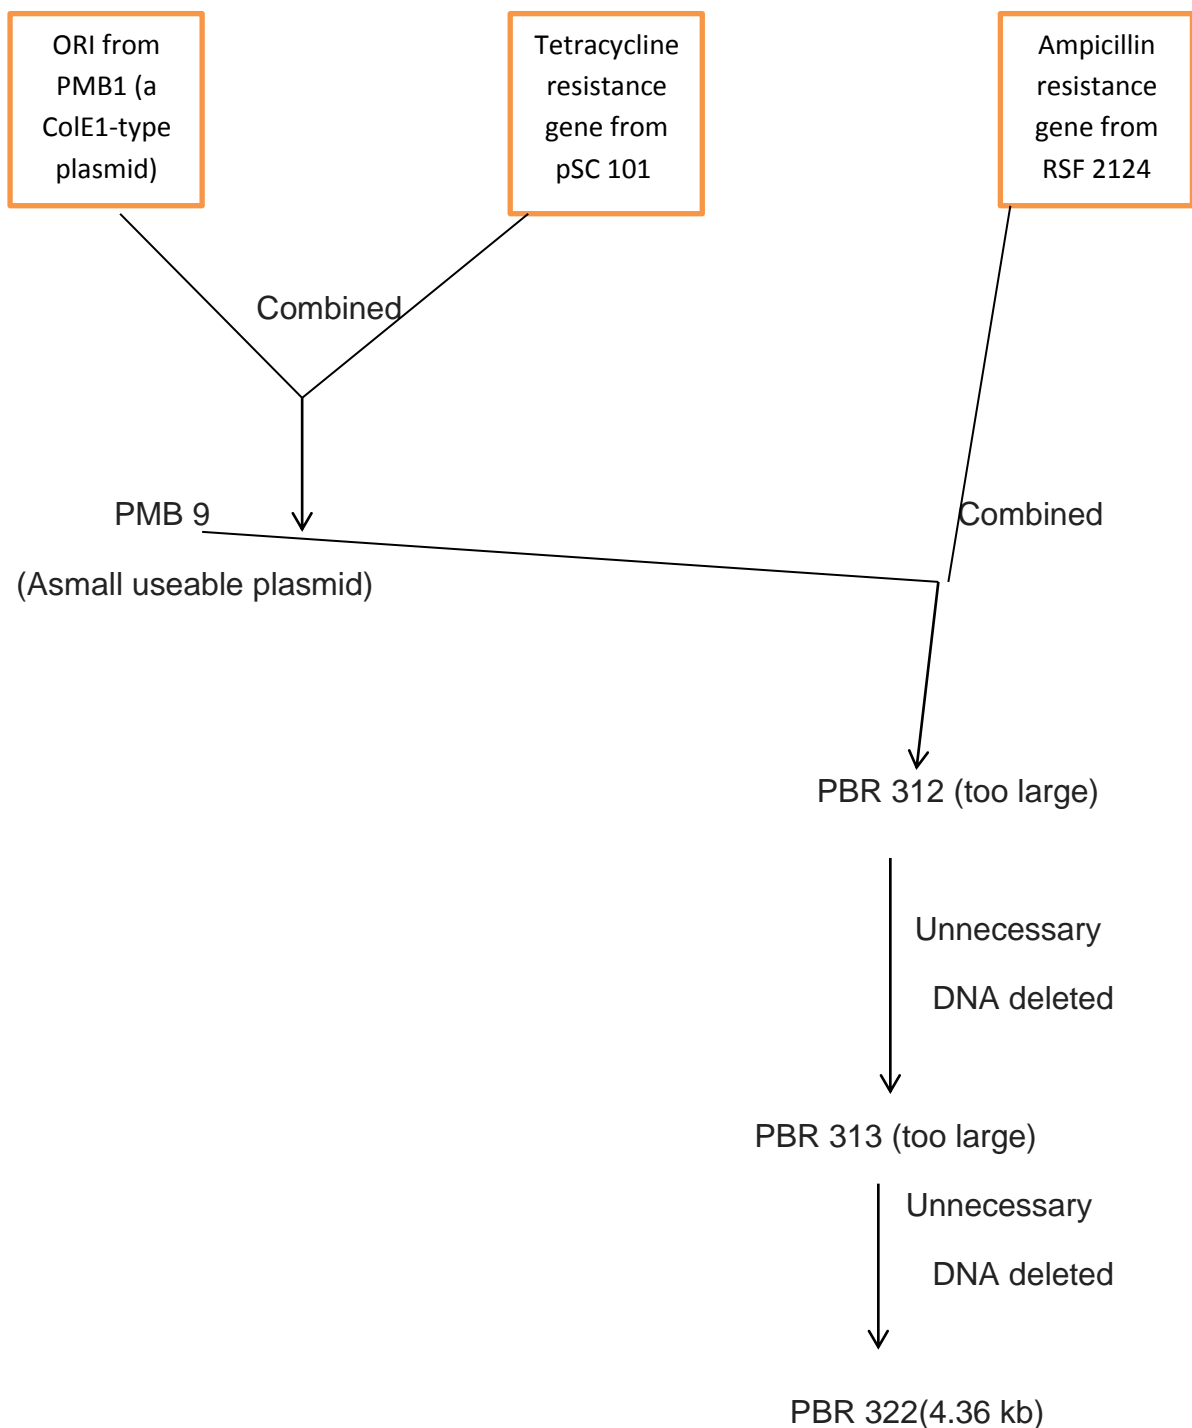 ORI from
PMB1 (a
ColE1-type
plasmid)
Tetracycline
resistance
gene from
pSC 101
Ampicillin
resistance
gene from
RSF 2124
Combined
PMB 9
Combined
(Asmall useable plasmid)
PBR 312 (too large)
Unnecessary
DNA deleted
PBR 313 (too large)
Unnecessary
DNA deleted
PBR 322(4.36 kb)